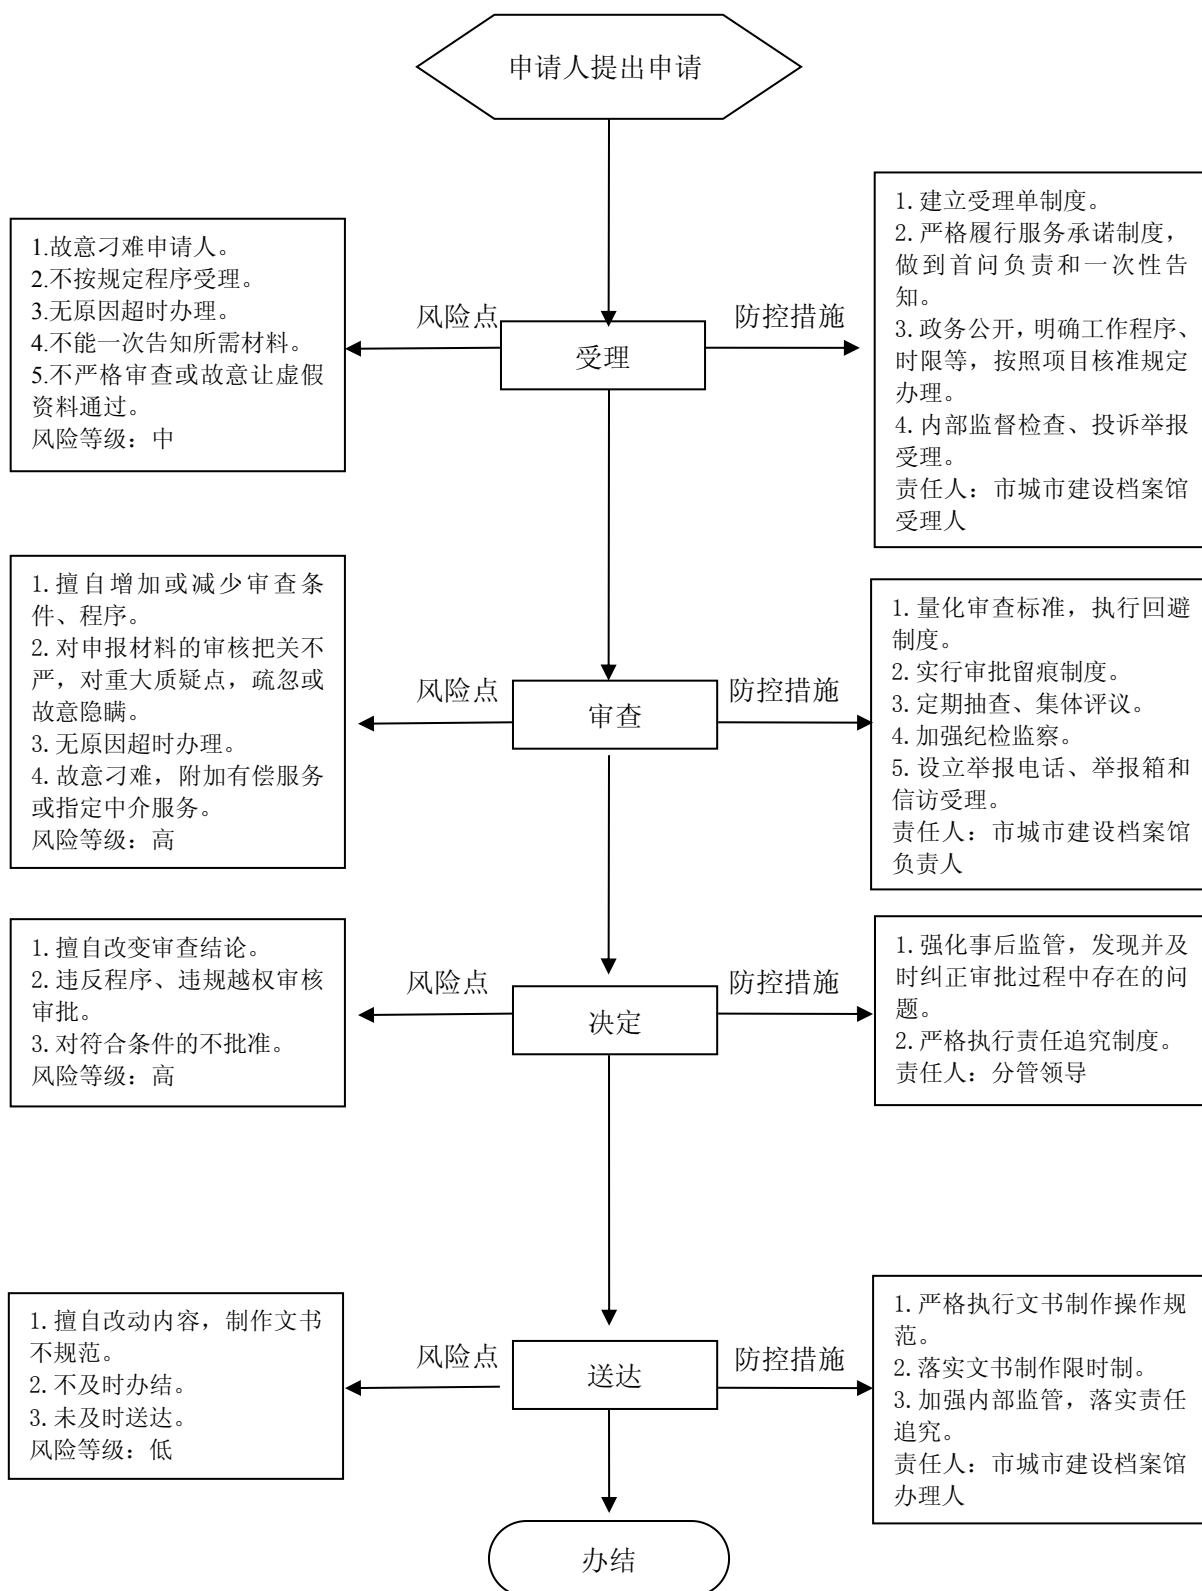 申请人提出申请
1.故意刁难申请人。
2.不按规定程序受理。
3.无原因超时办理。
4.不能一次告知所需材料。
5.不严格审查或故意让虚假
资料通过。
风险等级：中
风险点
受理
防控措施
1.建立受理单制度。
2.严格履行服务承诺制度，
做到首问负责和一次性告
知。
3.政务公开，明确工作程序、
时限等，按照项目核准规定
办理。
4.内部监督检查、投诉举报
受理。
责任人：市城市建设档案馆
受理人
1.擅自增加或减少审查条
件、程序。
2.对申报材料的审核把关不
严，对重大质疑点，疏忽或
故意隐瞒。
3.无原因超时办理。
4.故意刁难，附加有偿服务
或指定中介服务。
风险等级：高
风险点
审查
防控措施
1.量化审查标准，执行回避
制度。
2.实行审批留痕制度。
3.定期抽查、集体评议。
4.加强纪检监察。
5.设立举报电话、举报箱和
信访受理。
责任人：市城市建设档案馆
负责人
1.擅自改变审查结论。
2.违反程序、违规越权审核
审批。
3.对符合条件的不批准。
风险等级：高
风险点
决定
防控措施
1.强化事后监管，发现并及
时纠正审批过程中存在的问
题。
2.严格执行责任追究制度。
责任人：分管领导
1.擅自改动内容，制作文书
不规范。
2.不及时办结。
3.未及时送达。
风险等级：低
风险点
送达
防控措施
1.严格执行文书制作操作规
范。
2.落实文书制作限时制。
3.加强内部监管，落实责任
追究。
责任人：市城市建设档案馆
办理人
办结